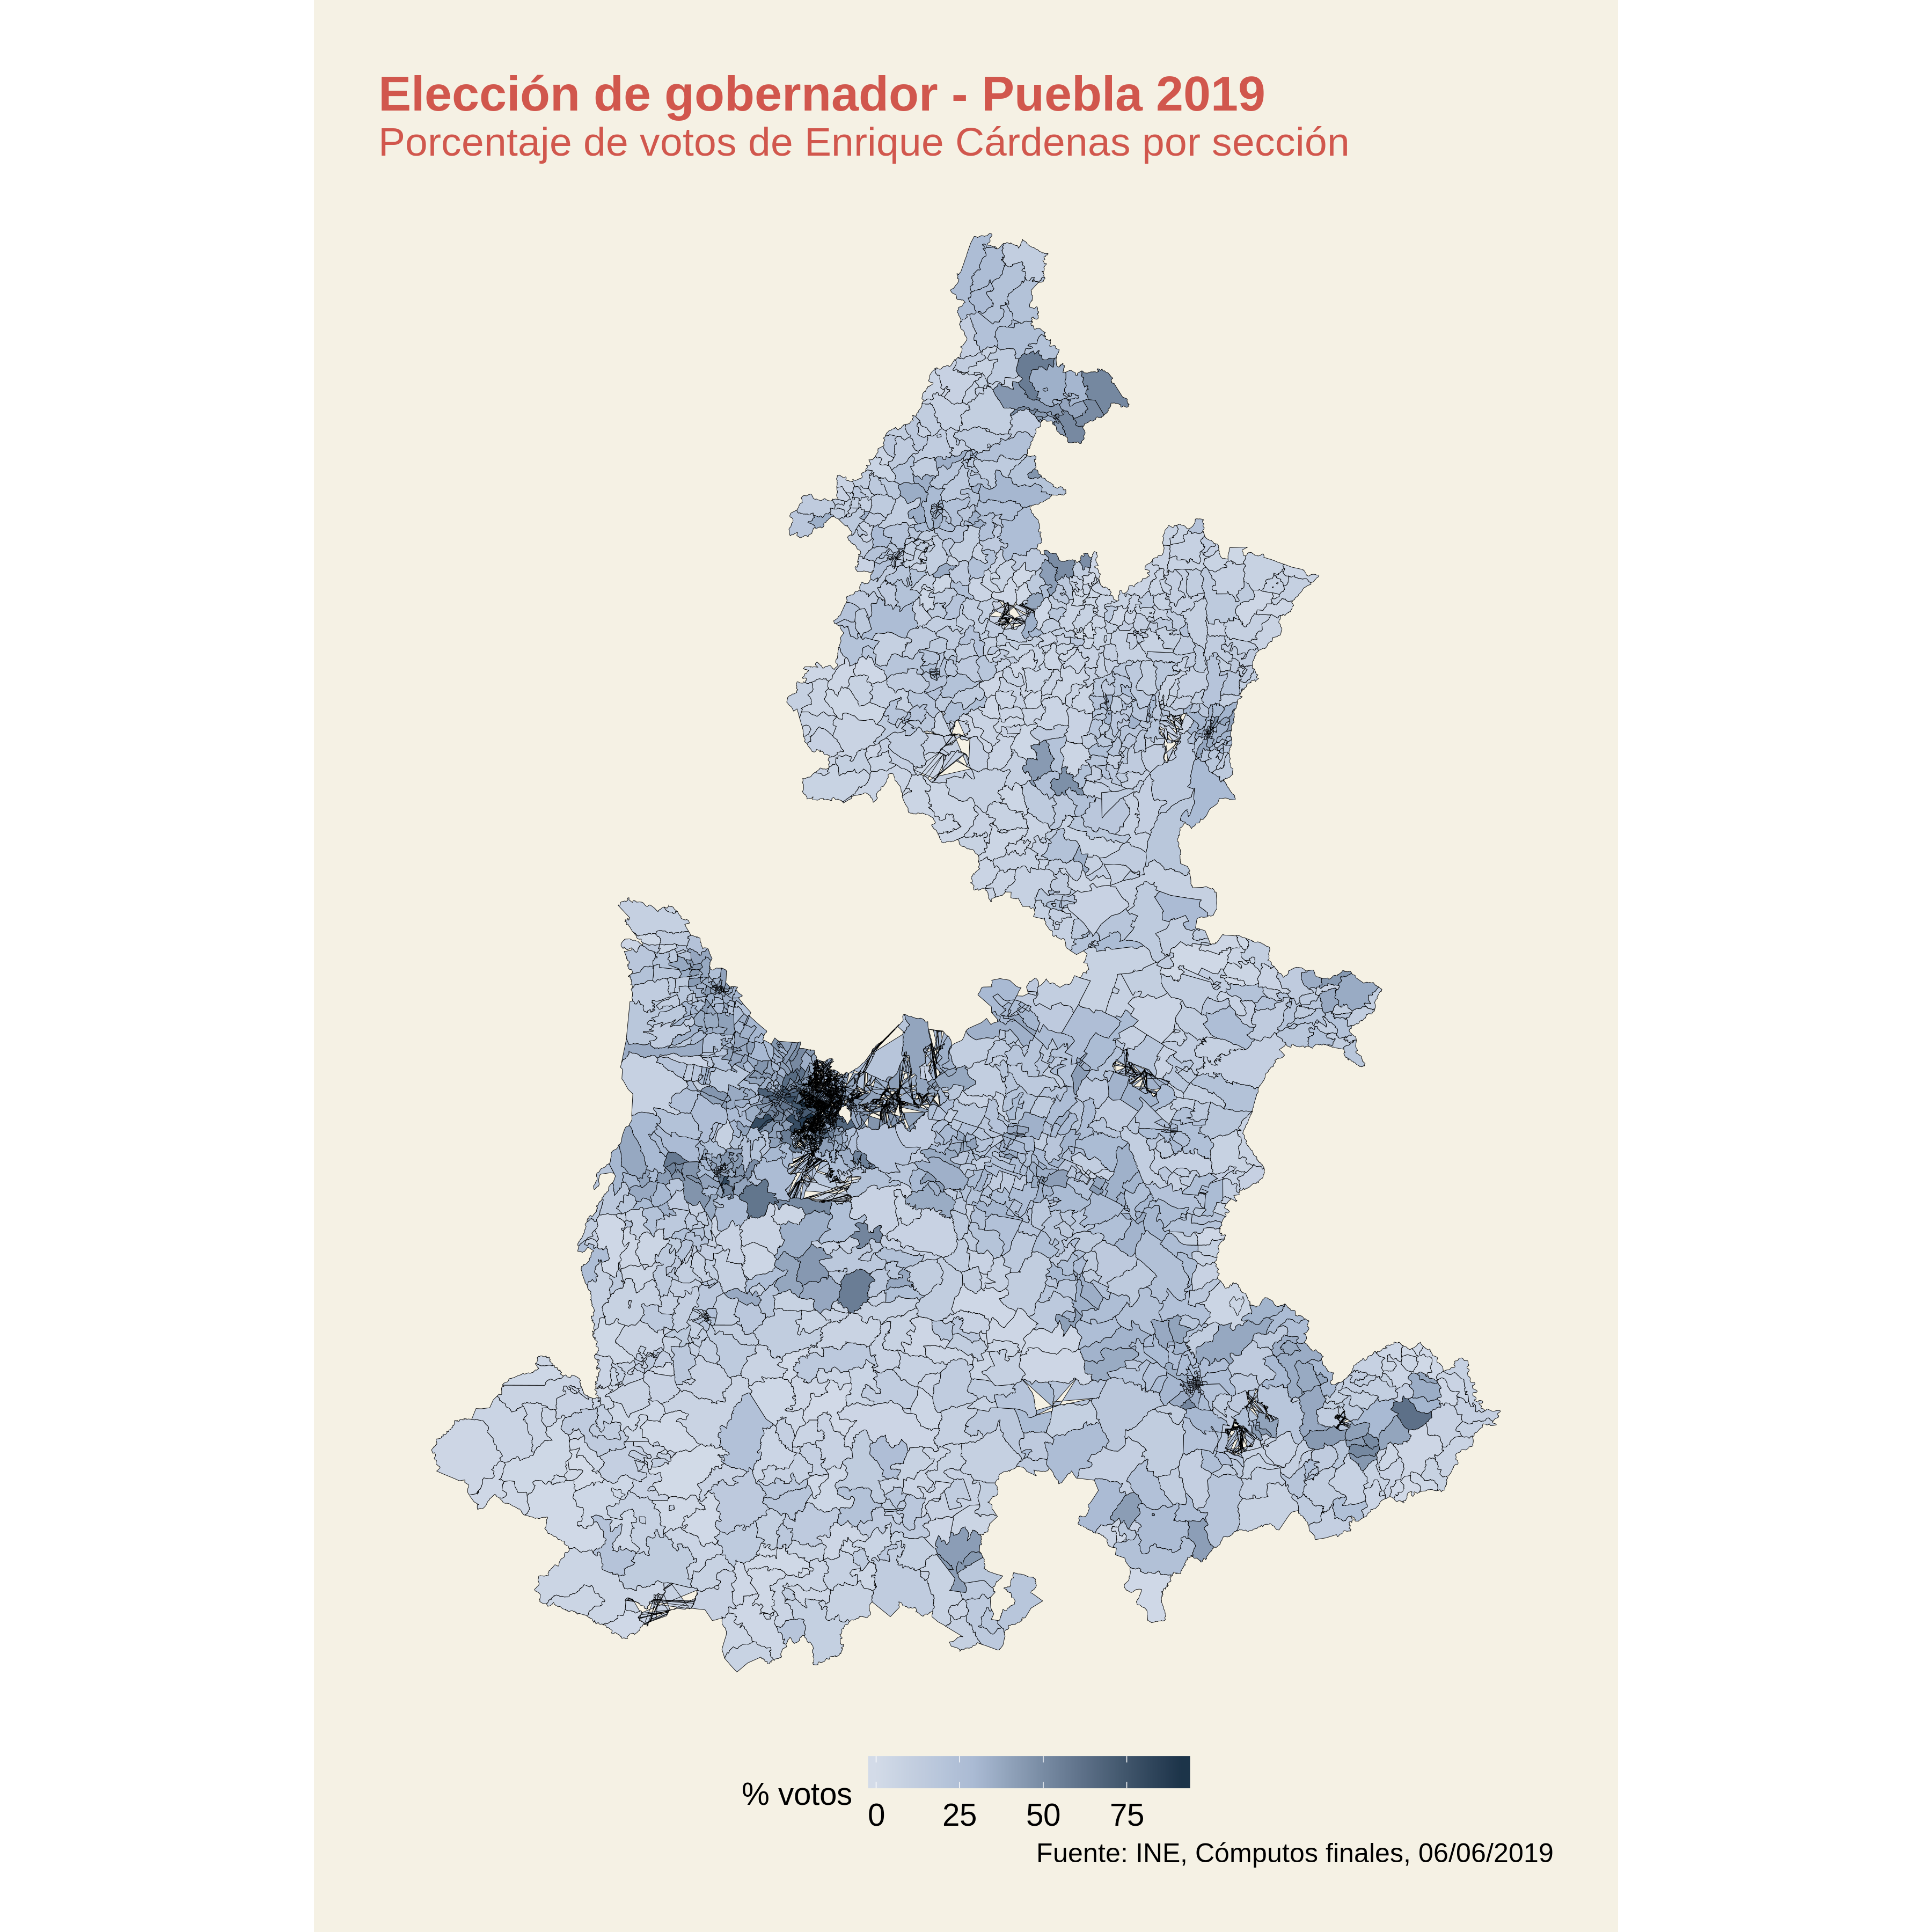 Elección de gobernador - Puebla 2019
Porcentaje de votos de Enrique Cárdenas por sección
% votos
0 25 50 75
Fuente: INE, Cómputos finales, 06/06/2019